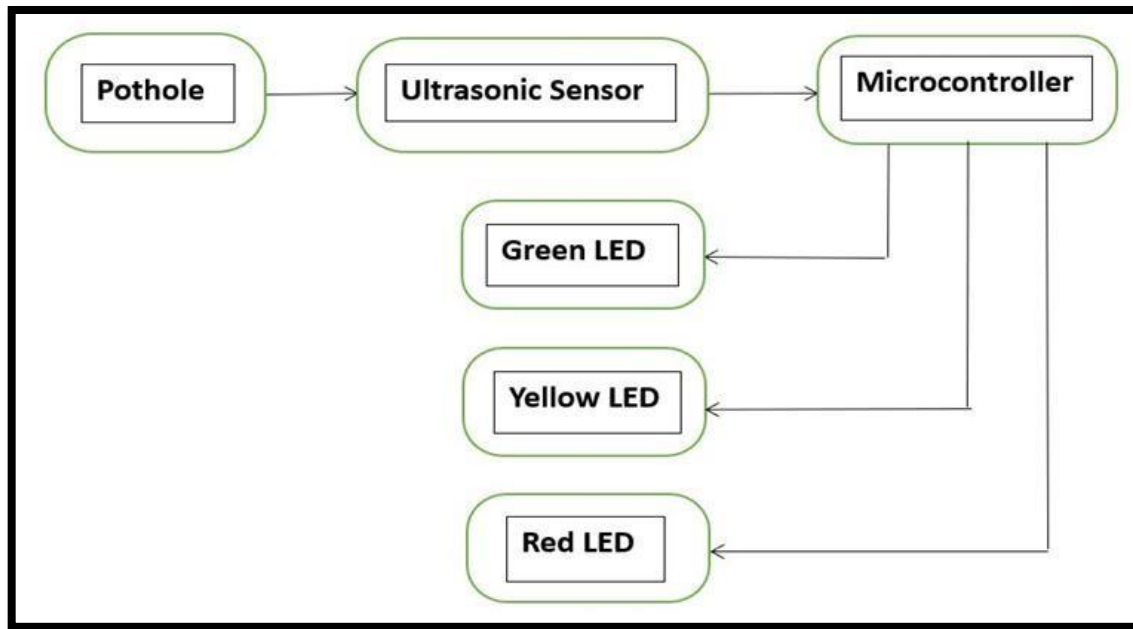 Pothole
Ultrasonic Sensor
Microcontroller
Green LED
Yellow LED
Red LED